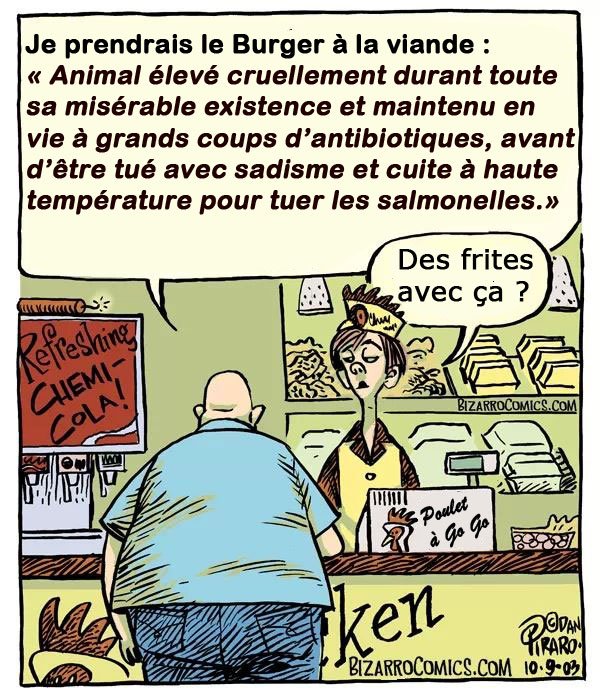 Je prendrais le Burger à la viande :
« Animal élevé cruellement durant toute
sa misérable existence et maintenu en
vie à grands coups d’antibiotiques, avant
d’être tué avec sadisme et cuite à haute
température pour tuer les salmonelles.»
Des frites
avec ça ?
Refreshing
CHEMI-
COLA!
BIZARROCOMICS.COM
Poulet
à Go Go
ken
BIZARROCOMICS.COM
©DAN
PIRARO.
10.9.03